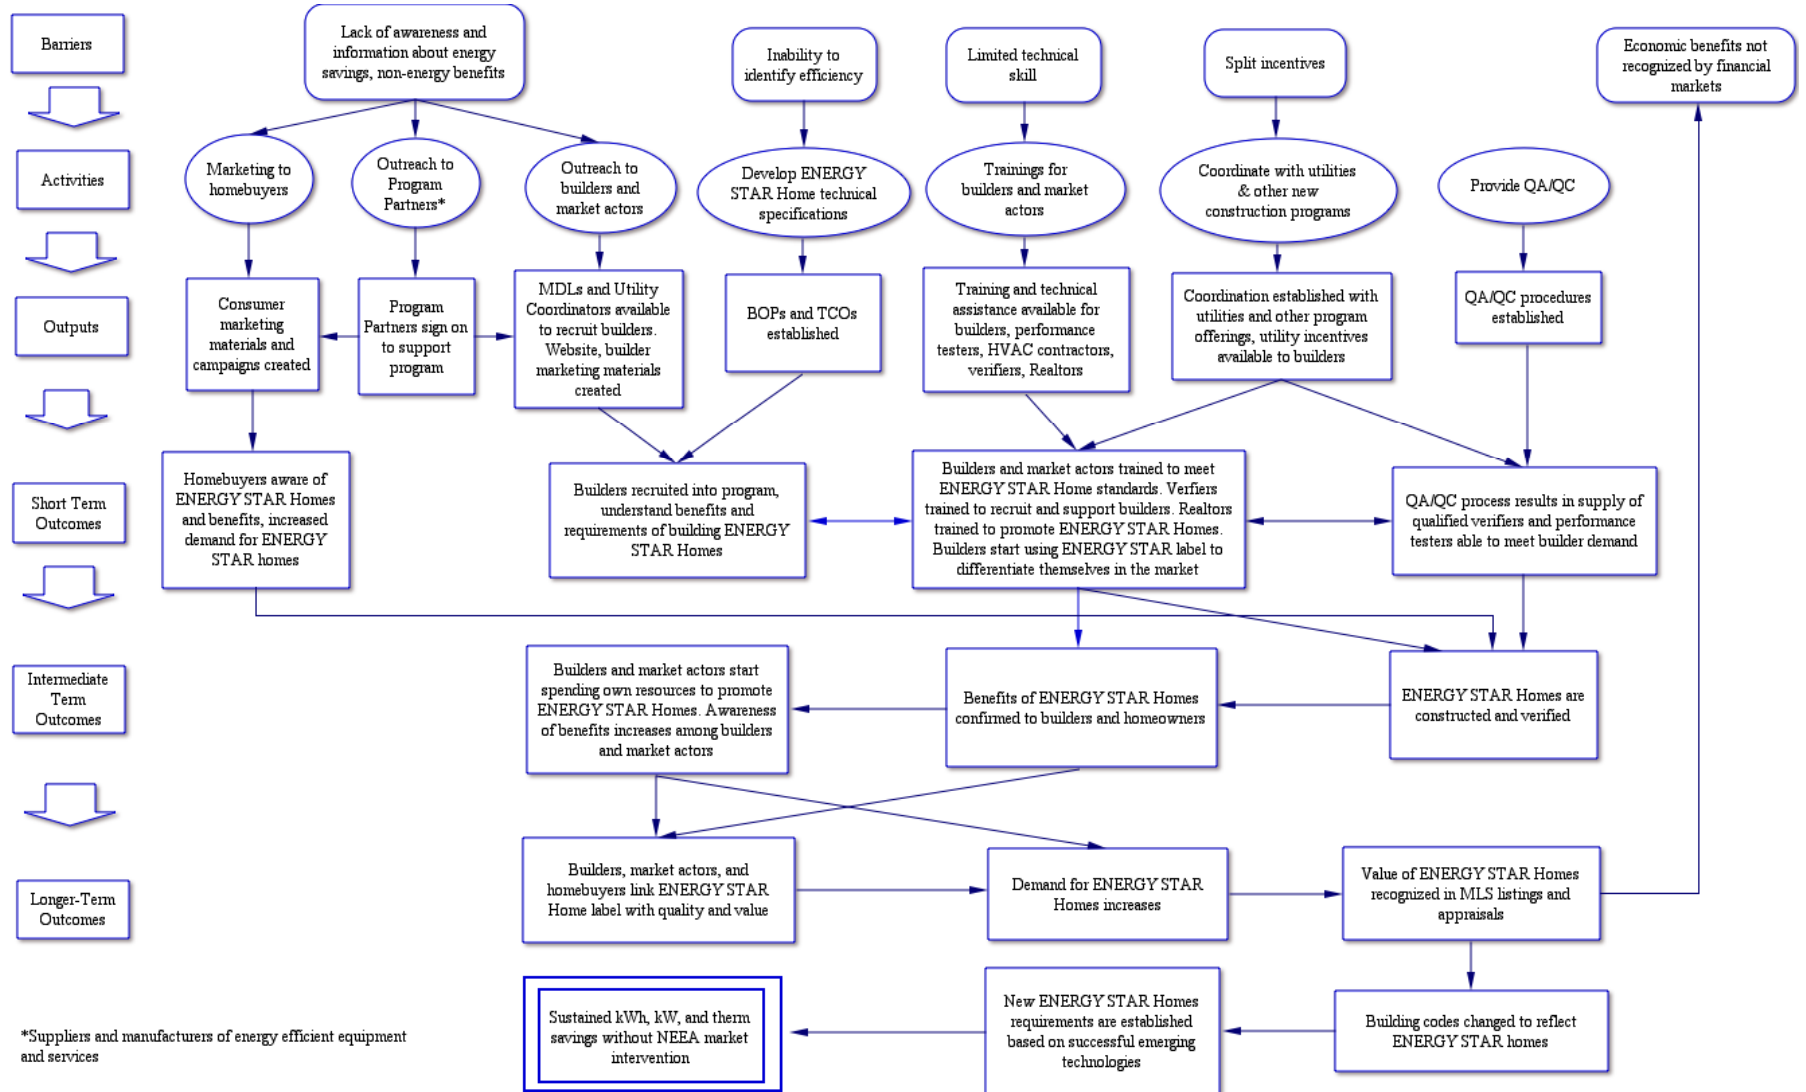 Barriers
Lack of awareness and
information about energy
savings, non-energy benefits
Inability to
identify efficiency
Limited technical
skill
Split incentives
Economic benefits not
recognized by financial
markets
Activities
Marketing to
homebuyers
Outreach to
Program
Partners*
Outreach to
builders and
market actors
Develop ENERGY
STAR Home technical
specifications
Trainings for
builders and market
actors
Coordinate with utilities
& other new
construction programs
Provide QA/QC
Outputs
Consumer
marketing
materials and
campaigns created
Program
Partners sign on
to support
program
MDLs and Utility
Coordinators available
to recruit builders.
Website, builder
marketing materials
created
BOPs and TCOs
established
Training and technical
assistance available for
builders, performance
testers, HVAC contractors,
verifiers, Realtors
Coordination established with
utilities and other program
offerings, utility incentives
available to builders
QA/QC procedures
established
Short Term
Outcomes
Homebuyers aware of
ENERGY STAR Homes
and benefits, increased
demand for ENERGY
STAR homes
Builders recruited into program,
understand benefits and
requirements of building ENERGY
STAR Homes
Builders and market actors trained to meet
ENERGY STAR Home standards. Verfiers
trained to recruit and support builders. Realtors
trained to promote ENERGY STAR Homes.
Builders start using ENERGY STAR label to
differentiate themselves in the market
QA/QC process results in supply of
qualified verifiers and performance
testers able to meet builder demand
Intermediate
Term
Outcomes
Builders and market actors start
spending own resources to promote
ENERGY STAR Homes. Awareness
of benefits increases among builders
and market actors
Benefits of ENERGY STAR Homes
confirmed to builders and homeowners
ENERGY STAR Homes are
constructed and verified
Longer-Term
Outcomes
Builders, market actors, and
homebuyers link ENERGY STAR
Home label with quality and value
Demand for ENERGY STAR
Homes increases
Value of ENERGY STAR Homes
recognized in MLS listings and
appraisals
Sustained kWh, kW, and therm
savings without NEEA market
intervention
New ENERGY STAR Homes
requirements are established
based on successful emerging
technologies
Building codes changed to reflect
ENERGY STAR homes
*Suppliers and manufacturers of energy efficient equipment
and services